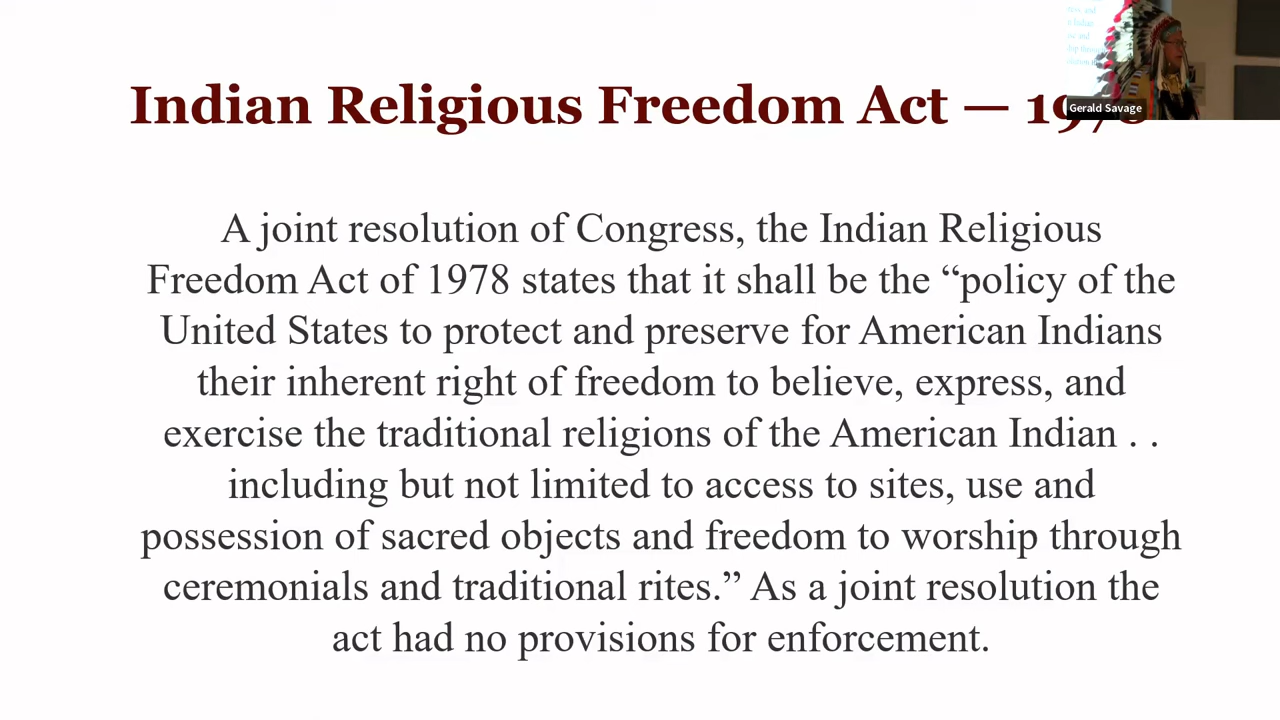 Indian Religious Freedom Act — 1978
Gerald Savage
A joint resolution of Congress, the Indian Religious
Freedom Act of 1978 states that it shall be the “policy of the
United States to protect and preserve for American Indians
their inherent right of freedom to believe, express, and
exercise the traditional religions of the American Indian . .
including but not limited to access to sites, use and
possession of sacred objects and freedom to worship through
ceremonials and traditional rites.” As a joint resolution the
act had no provisions for enforcement.